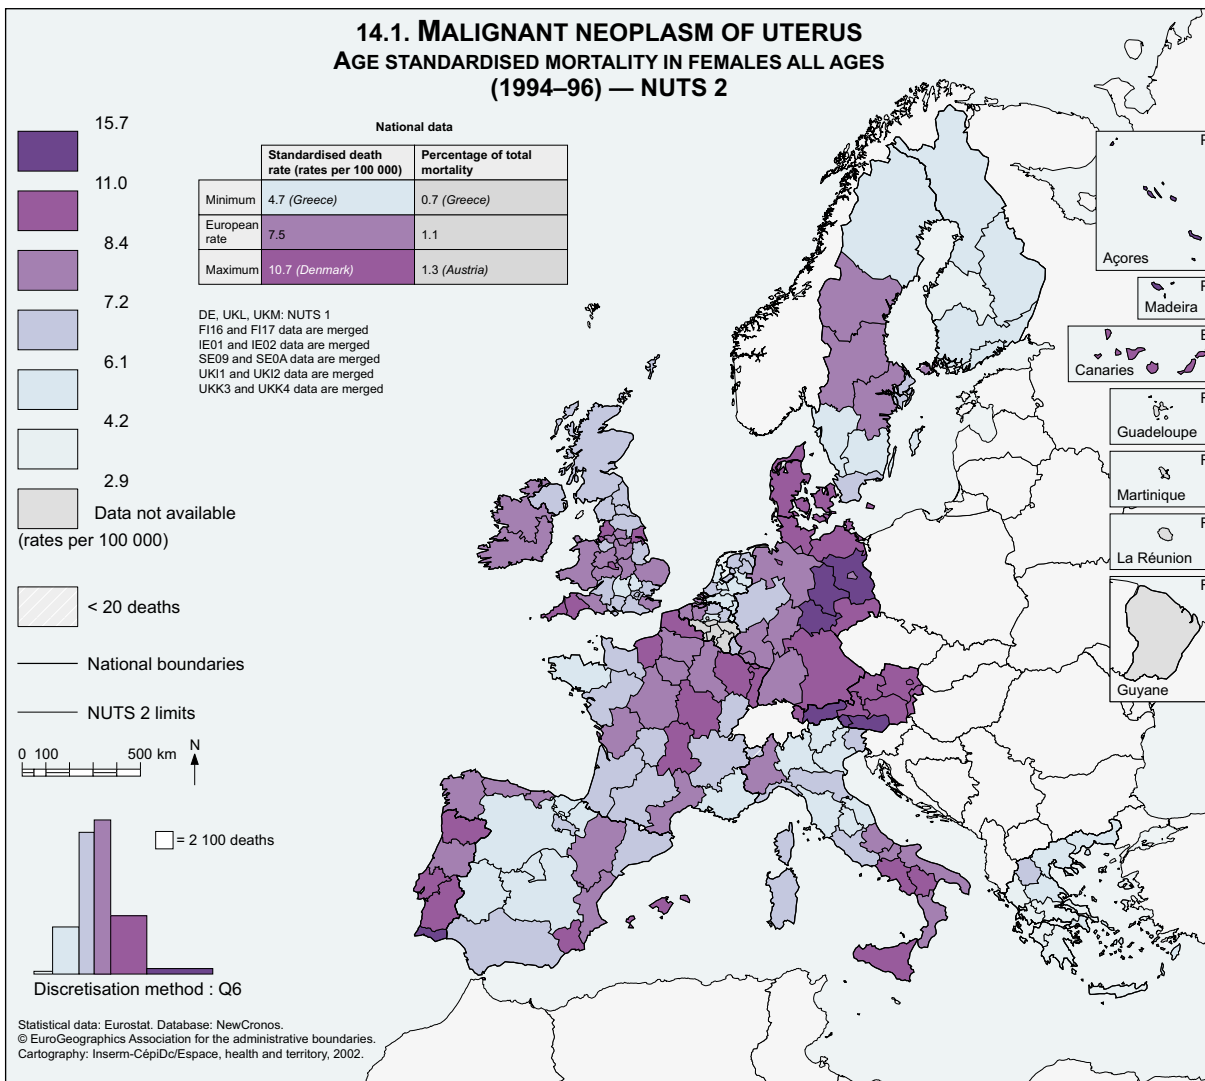 14.1. MALIGNANT NEOPLASM OF UTERUS
AGE STANDARDISED MORTALITY IN FEMALES ALL AGES
(1994–96) — NUTS 2
15.7
11.0
8.4
7.2
6.1
4.2
2.9
Data not available
(rates per 100 000)
< 20 deaths
National boundaries
NUTS 2 limits
0 100 500 km
N
National data
Standardised death rate (rates per 100 000) Percentage of total mortality
Minimum 4.7 (Greece) 0.7 (Greece)
European rate 7.5 1.1
Maximum 10.7 (Denmark) 1.3 (Austria)
DE, UKL, UKM: NUTS 1
FI16 and FI17 data are merged
IE01 and IE02 data are merged
SE09 and SE0A data are merged
UKI1 and UKI2 data are merged
UKK3 and UKK4 data are merged
Açores
Madeira
Canaries
Guadeloupe
Martinique
La Réunion
Guyane
= 2 100 deaths
Discretisation method : Q6
Statistical data: Eurostat. Database: NewCronos.
© EuroGeographics Association for the administrative boundaries.
Cartography: Inserm-CépiDc/Espace, health and territory, 2002.